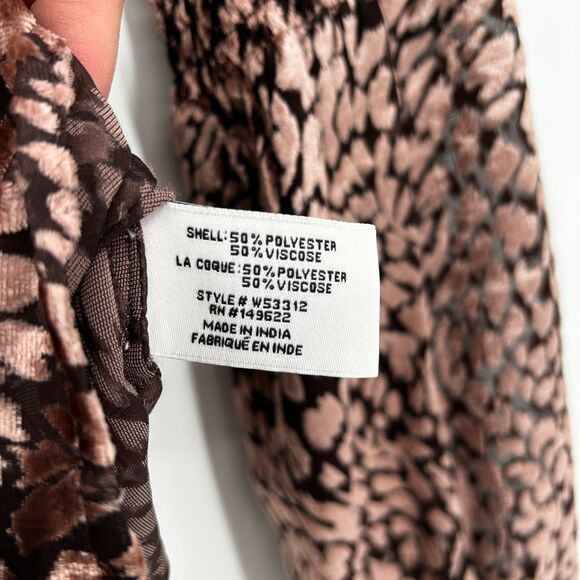 SHELL: 50% POLYESTER
50% VISCOSE
LA COQUE: 50% POLYESTER
50% VISCOSE
STYLE # W53312
RN #149622
MADE IN INDIA
FABRIQUÉ EN INDE